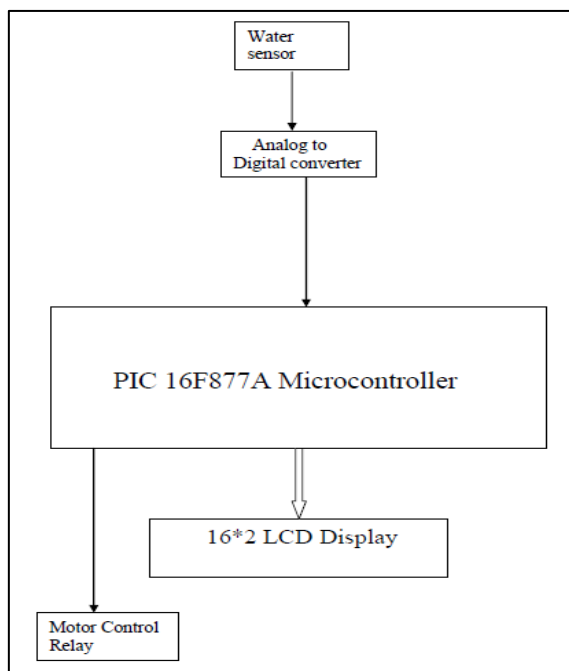 Water
sensor
Analog to
Digital converter
PIC 16F877A Microcontroller
16*2 LCD Display
Motor Control
Relay